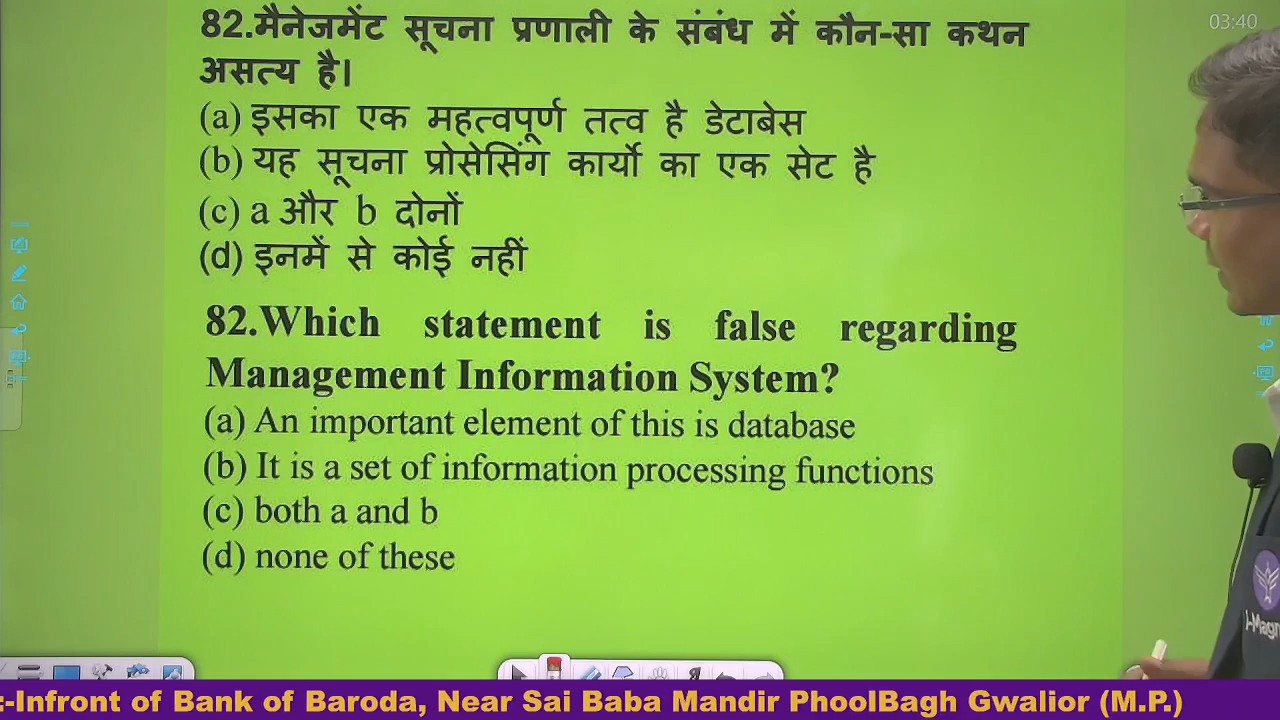 03:40
82.मैनेजमेंट सूचना प्रणाली के संबंध में कौन-सा कथन
असत्य है।
(a) इसका एक महत्वपूर्ण तत्व है डेटाबेस
(b) यह सूचना प्रोसेसिंग कार्यो का एक सेट है
(c) a और b दोनों
(d) इनमें से कोई नहीं
82.Which statement is false regarding
Management Information System?
(a) An important element of this is database
(b) It is a set of information processing functions
(c) both a and b
(d) none of these
:-Infront of Bank of Baroda, Near Sai Baba Mandir PhoolBagh Gwalior (M.P.)